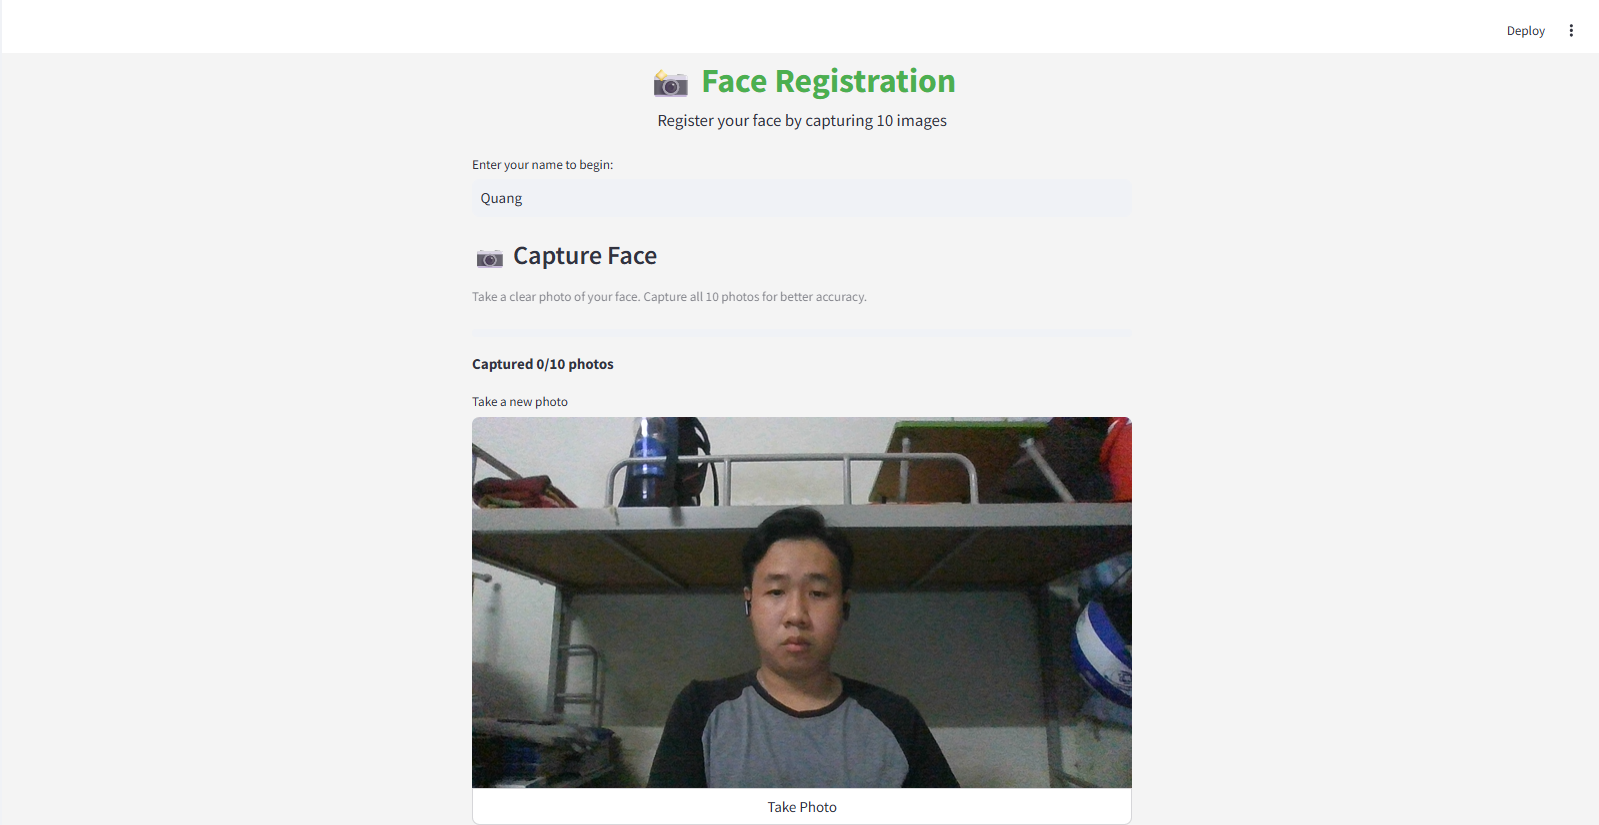 Deploy
Face Registration
Register your face by capturing 10 images
Enter your name to begin:
Quang
Capture Face
Take a clear photo of your face. Capture all 10 photos for better accuracy.
Captured 0/10 photos
Take a new photo
Take Photo